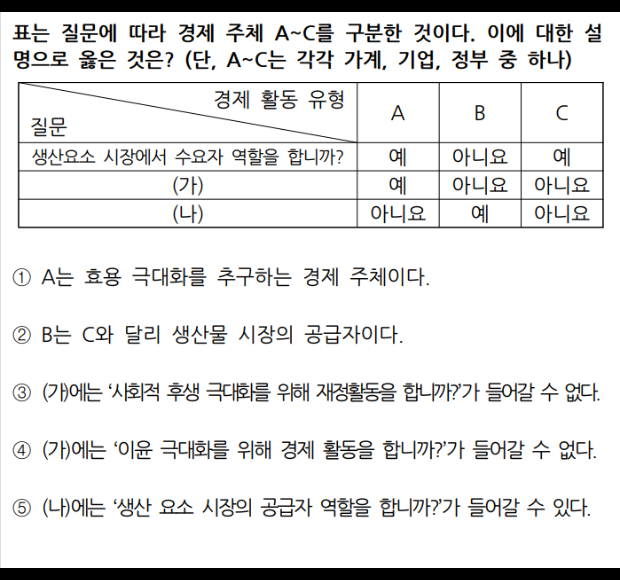 표는 질문에 따라 경제 주체 A~C를 구분한 것이다. 이에 대한 설
명으로 옳은 것은? (단, A~C는 각각 가계, 기업, 정부 중 하나)
경제 활동 유형
질문
A
B
C
생산요소 시장에서 수요자 역할을 합니까? 예 아니요 예
(가) 예 아니요 아니요
(나) 아니요 예 아니요
① A는 효용 극대화를 추구하는 경제 주체이다.
② B는 C와 달리 생산물 시장의 공급자이다.
③ (가)에는 ‘사회적 후생 극대화를 위해 재정활동을 합니까?’가 들어갈 수 없다.
④ (가)에는 ‘이윤 극대화를 위해 경제 활동을 합니까?’가 들어갈 수 없다.
⑤ (나)에는 ‘생산 요소 시장의 공급자 역할을 합니까?’가 들어갈 수 있다.